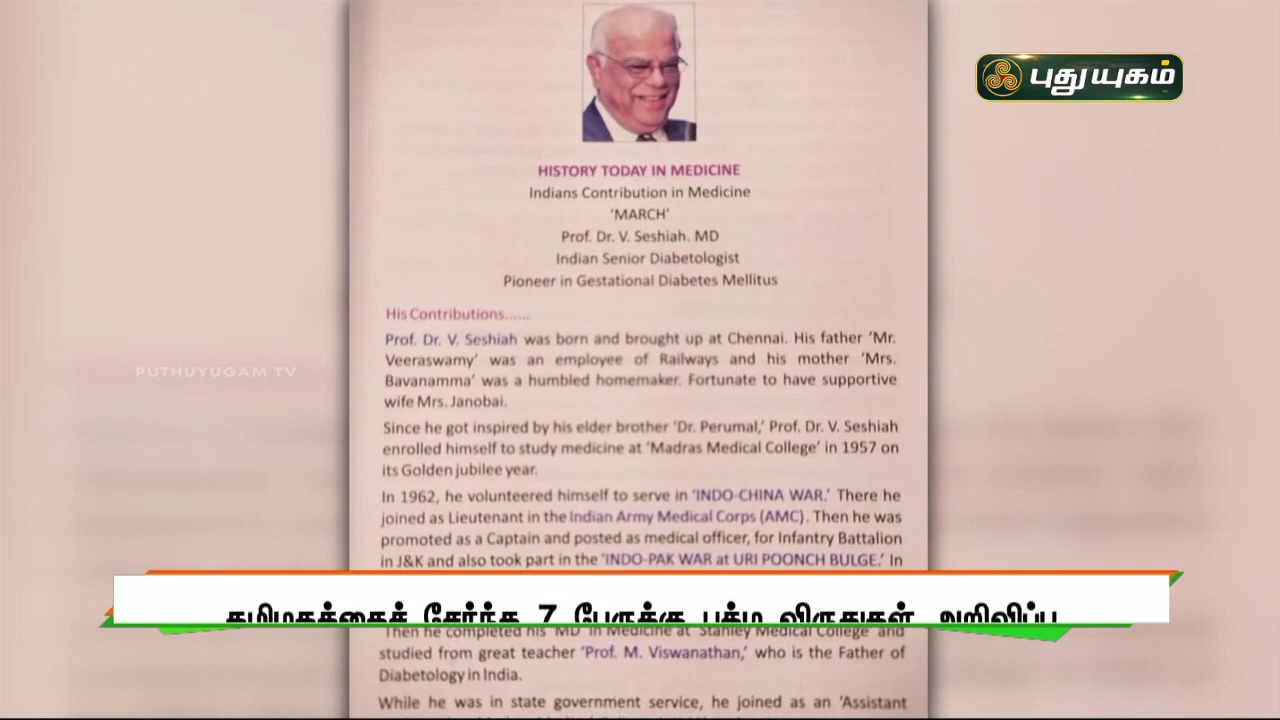 புதுயுகம்
HISTORY TODAY IN MEDICINE
Indians Contribution in Medicine
‘MARCH’
Prof. Dr. V. Seshiah. MD
Indian Senior Diabetologist
Pioneer in Gestational Diabetes Mellitus
His Contributions......
Prof. Dr. V. Seshiah was born and brought up at Chennai. His father ‘Mr.
Veeraswamy’ was an employee of Railways and his mother ‘Mrs.
Bavanamma’ was a humbled homemaker. Fortunate to have supportive
wife Mrs. Janobai.
PUTHUYUGAM TV
Since he got inspired by his elder brother ‘Dr. Perumal,’ Prof. Dr. V. Seshiah
enrolled himself to study medicine at ‘Madras Medical College’ in 1957 on
its Golden jubilee year.
In 1962, he volunteered himself to serve in ‘INDO-CHINA WAR.’ There he
joined as Lieutenant in the Indian Army Medical Corps (AMC). Then he was
promoted as a Captain and posted as medical officer, for Infantry Battalion
in J&K and also took part in the ‘INDO-PAK WAR at URI POONCH BULGE.’ In
தமிழகத்தைச் சேர்ந்த 7 பேருக்கு பத்ம விருதுகள் அறிவிப்பு
Then he completed his ‘MD’ in Medicine at ‘Stanley Medical College’ and
studied from great teacher ‘Prof. M. Viswanathan,’ who is the Father of
Diabetology in India.
While he was in state government service, he joined as an ‘Assistant